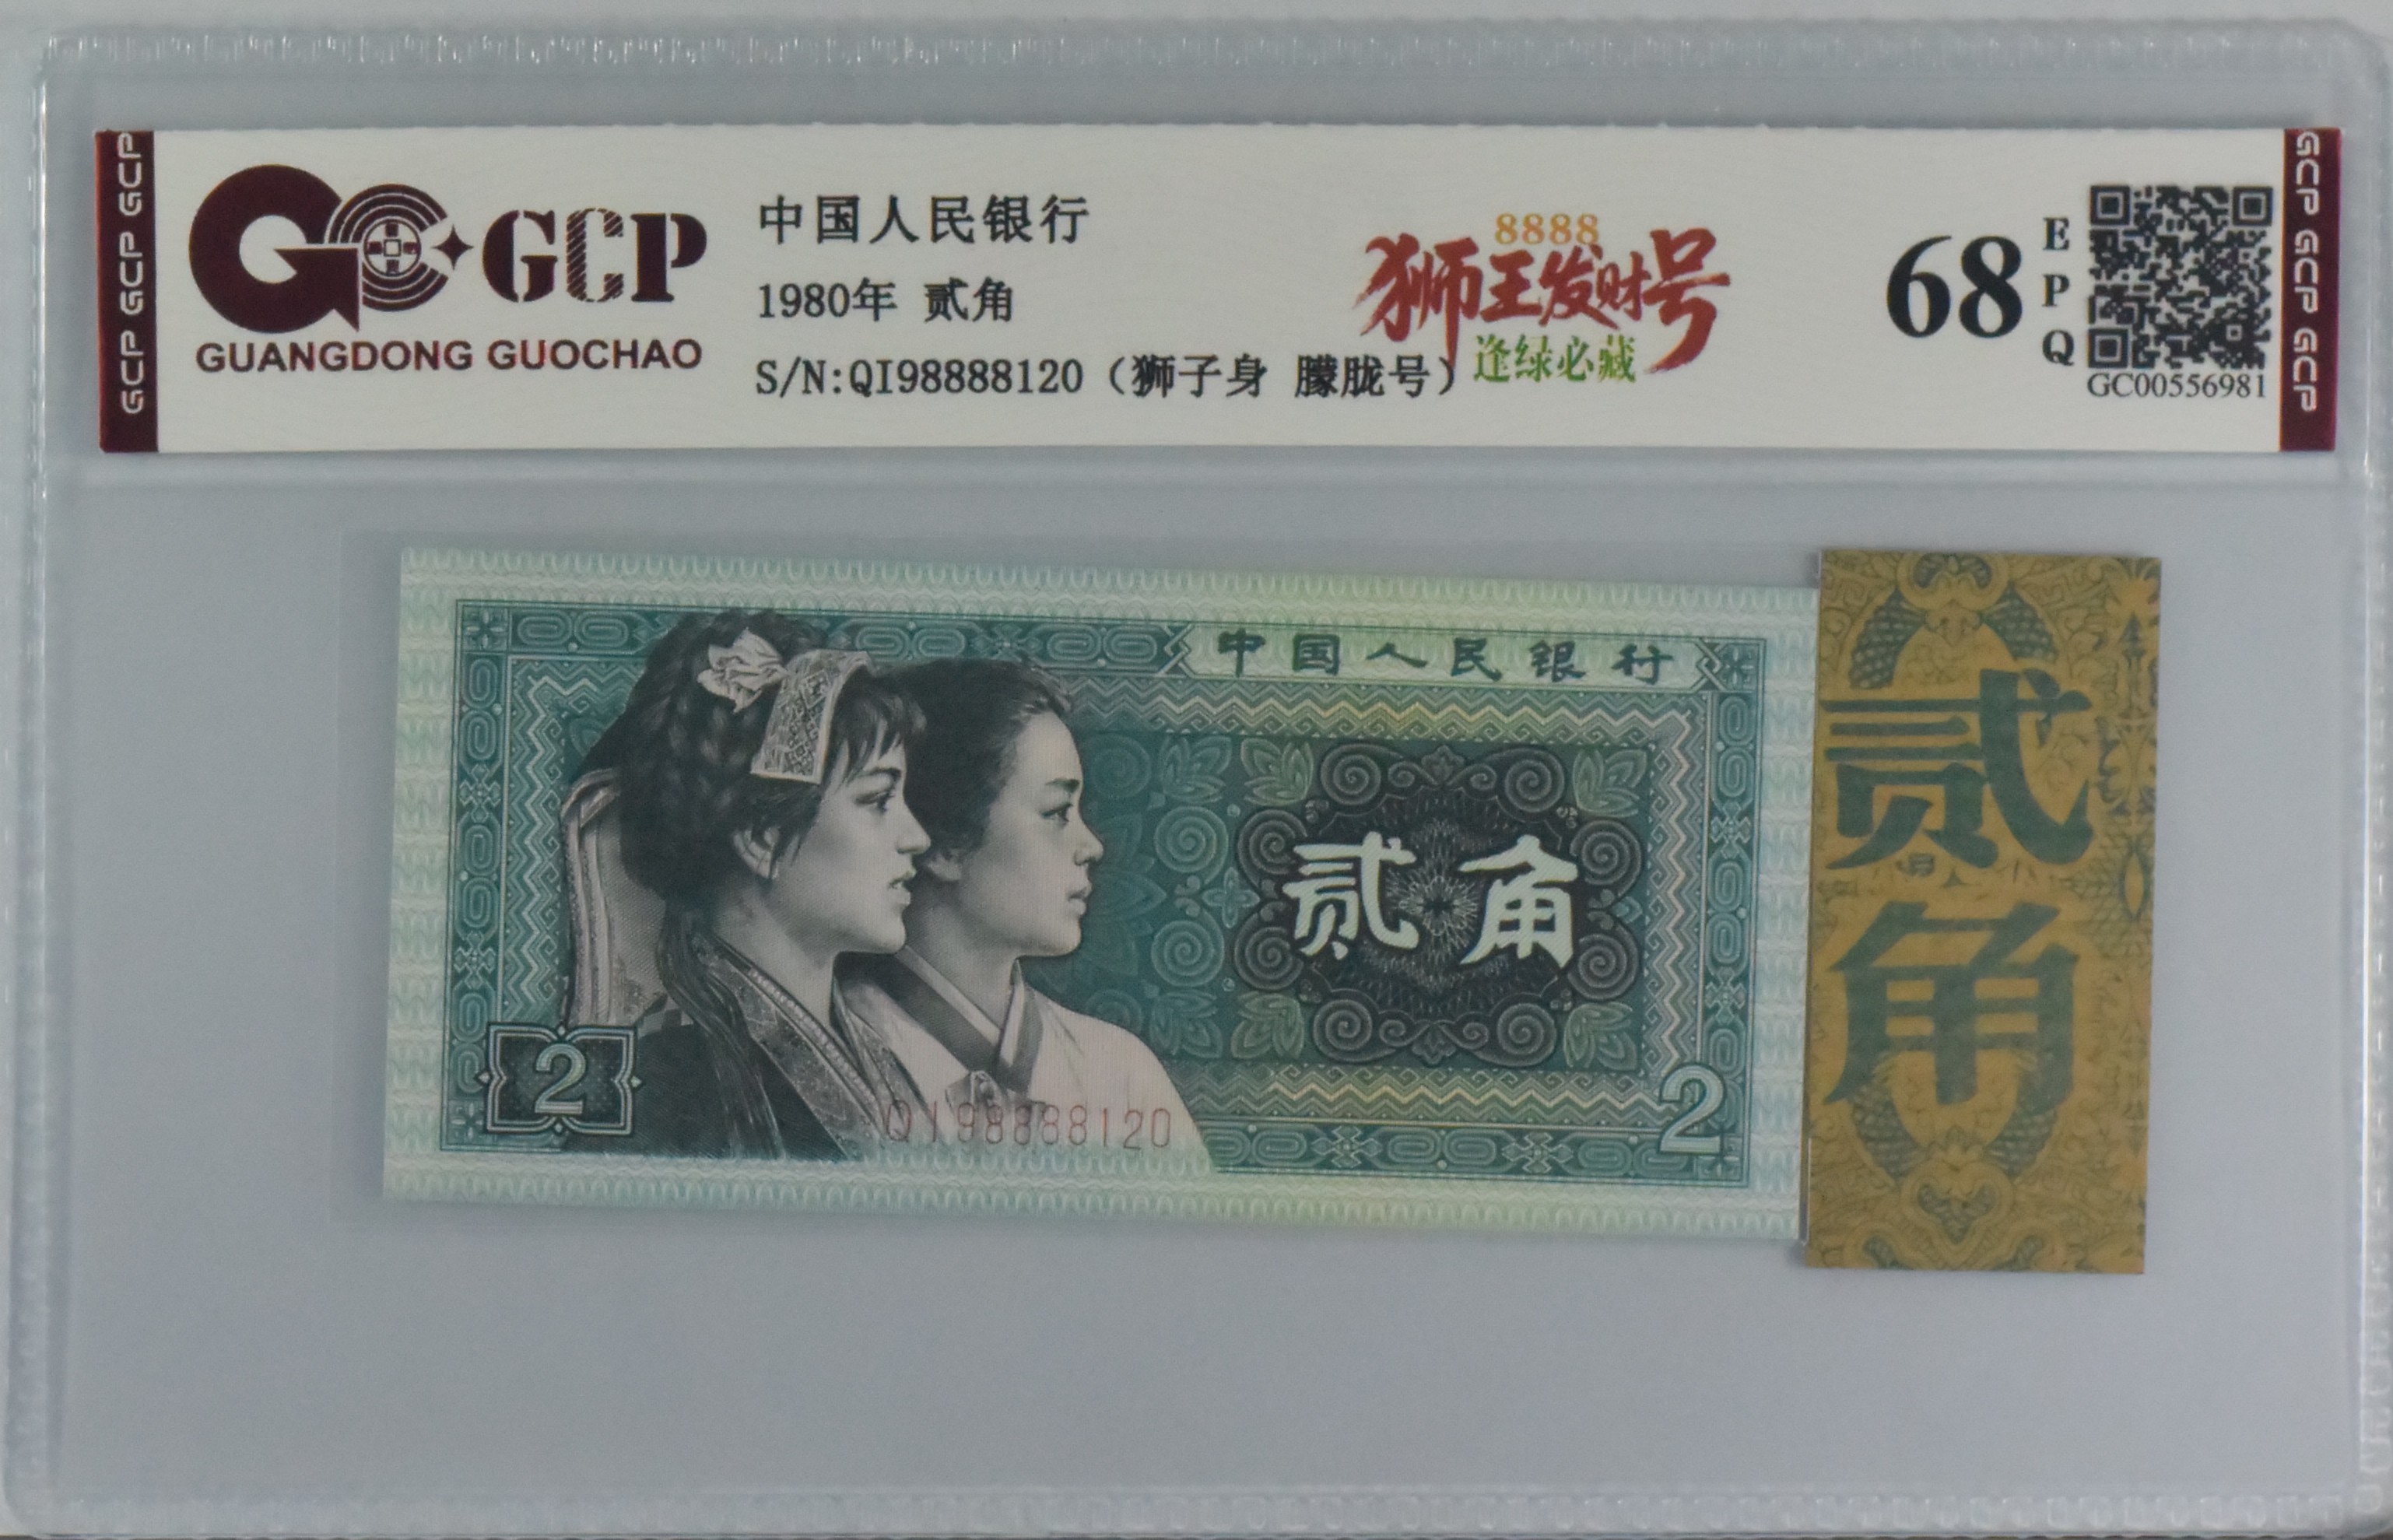 GCP GCP GCP
GCP
GUANGDONG GUOCHAO
中国人民银行
1980年 贰角
S/N:QI98888120（狮子身 朦胧号）
8888
狮王发财号
逢绿必藏
68
EPQ
GC00556981
GCP GCP GCP
中国人民银行
贰角
2
2
QI98888120
贰角